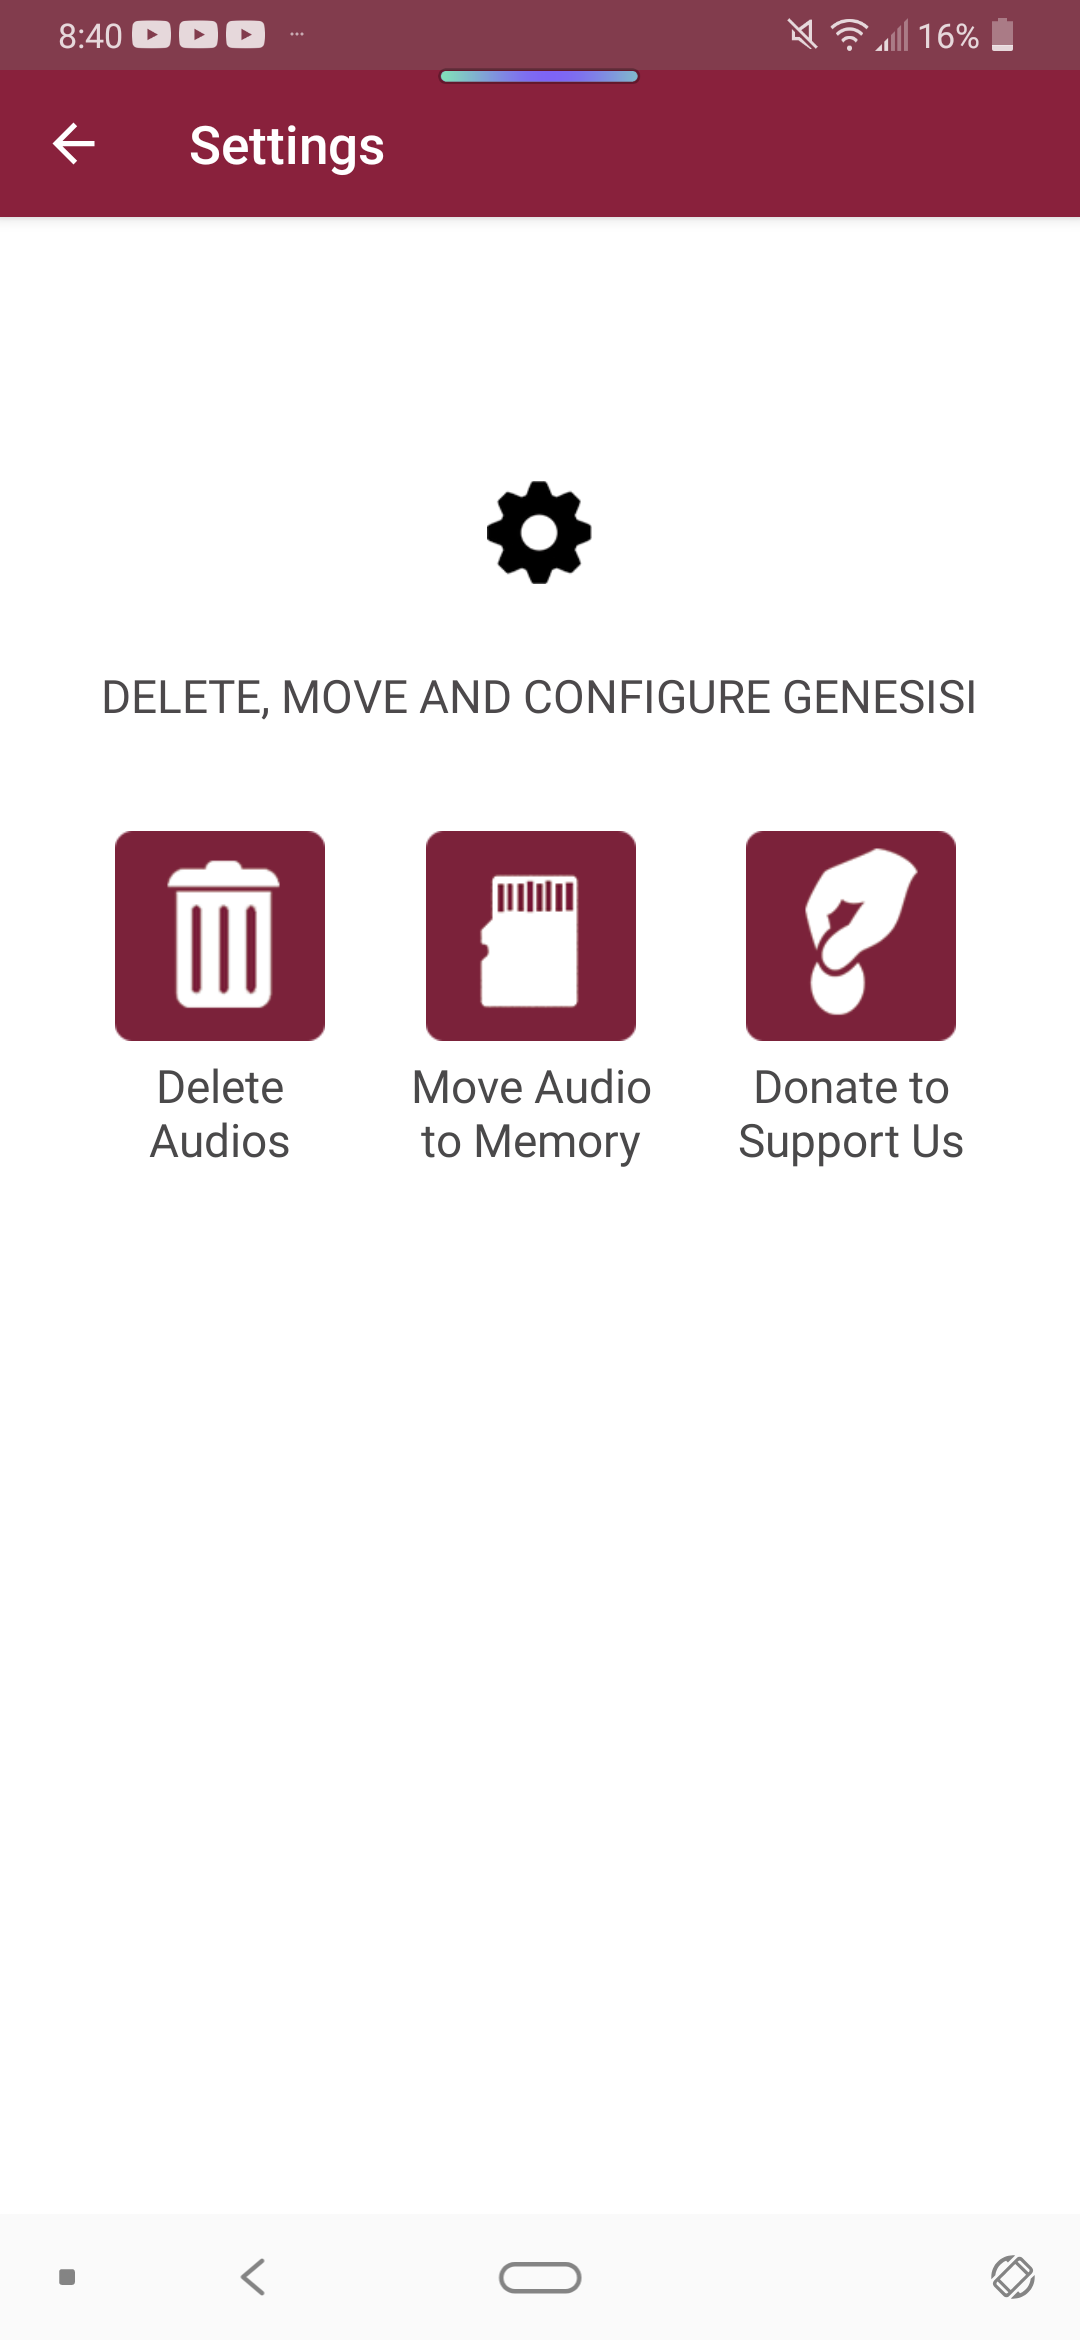 8:40 16%
Settings
DELETE, MOVE AND CONFIGURE GENESISI
Delete Audios
Move Audio to Memory
Donate to Support Us